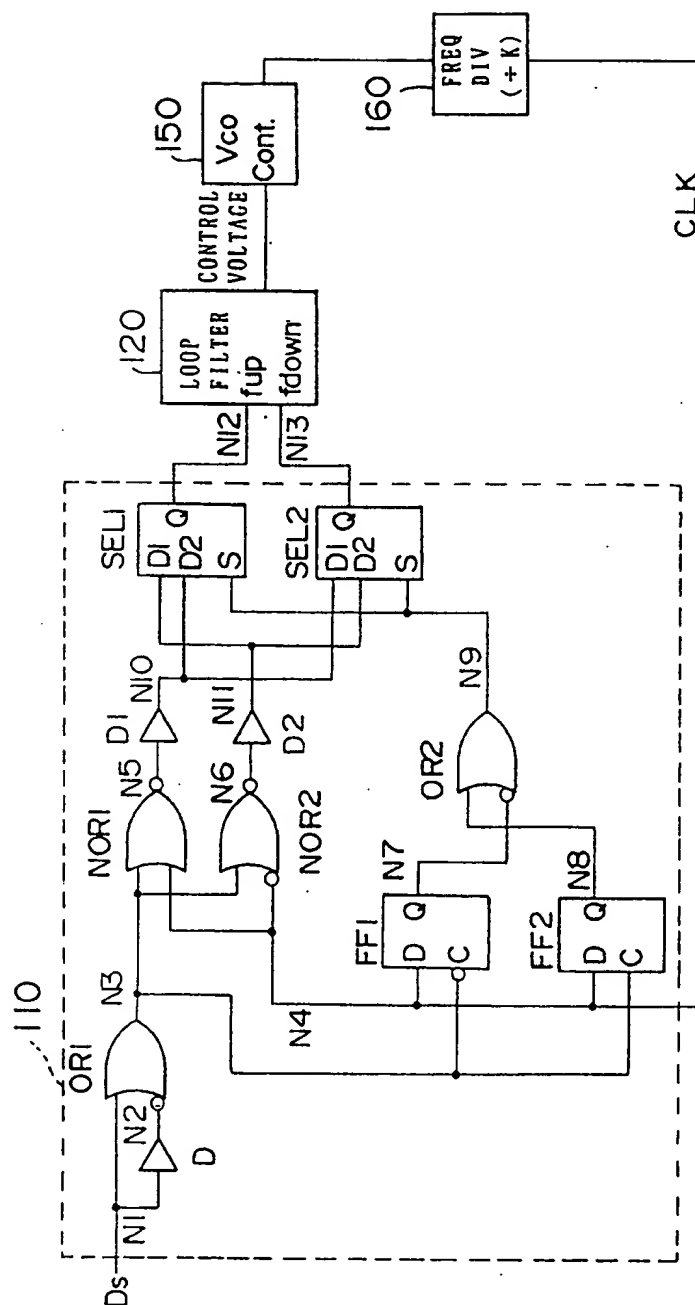 110
Ds
N1
D
N2
OR1
N3
N4
NOR1
N5
D1
N10
NOR2
N6
D2
N11
FF1
D
Q
C
N7
FF2
D
Q
C
N8
OR2
N9
SEL1
D1
D2
Q
S
SEL2
D1
D2
Q
S
N12
N13
120
LOOP
FILTER
fup
fdown
CONTROL
VOLTAGE
150
Vco
Cont.
160
FREQ
DIV
(÷K)
CLK